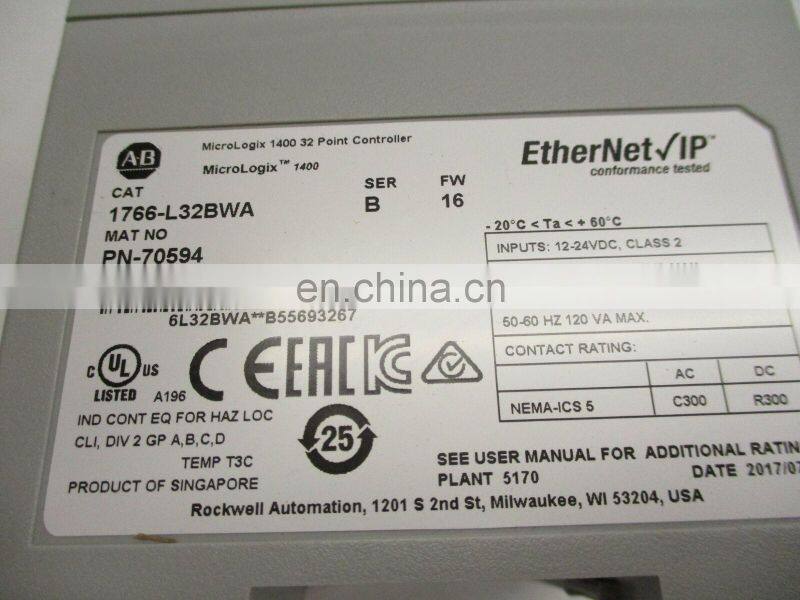 A·B
MicroLogix 1400 32 Point Controller
MicroLogix™ 1400
EtherNet/IP™
conformance tested
CAT
1766-L32BWA
SER
B
FW
16
MAT NO
PN-70594
6L32BWA**B55693267
- 20°C < Ta < + 60°C
INPUTS: 12-24VDC, CLASS 2
50-60 HZ 120 VA MAX.
CONTACT RATING:
AC DC
NEMA-ICS 5 C300 R300
en.china.cn
C UL US
LISTED A196
CE EAC KC
IND CONT EQ FOR HAZ LOC
CLI, DIV 2 GP A,B,C,D
TEMP T3C
PRODUCT OF SINGAPORE
25
SEE USER MANUAL FOR ADDITIONAL RATIN
PLANT 5170 DATE 2017/07
Rockwell Automation, 1201 S 2nd St, Milwaukee, WI 53204, USA